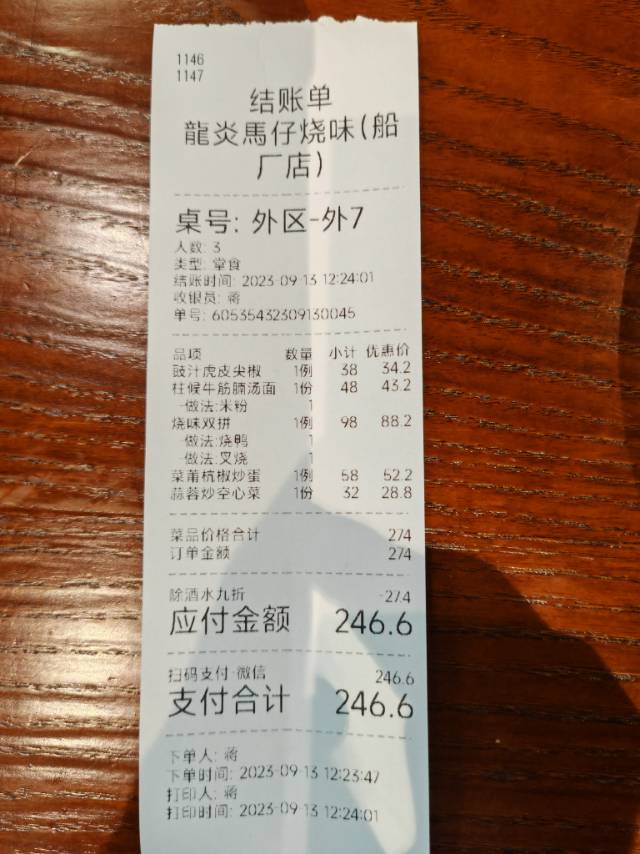 1146
1147
结账单
龍炎馬仔烧味(船
厂店)
桌号: 外区-外7
人数: 3
类型: 堂食
结账时间: 2023-09-13 12:24:01
收银员: 蒋
单号: 60535432309130045
品项 数量 小计 优惠价
豉汁虎皮尖椒 1例 38 34.2
柱候牛筋腩汤面 1份 48 43.2
-做法:米粉 1
烧味双拼 1例 98 88.2
-做法:烧鸭 1
-做法:叉烧 1
菜莆杭椒炒蛋 1例 58 52.2
蒜蓉炒空心菜 1份 32 28.8
菜品价格合计 274
订单金额 274
除酒水九折 -27.4
应付金额 246.6
扫码支付-微信 246.6
支付合计 246.6
下单人: 蒋
下单时间: 2023-09-13 12:23:47
打印人: 蒋
打印时间: 2023-09-13 12:24:01